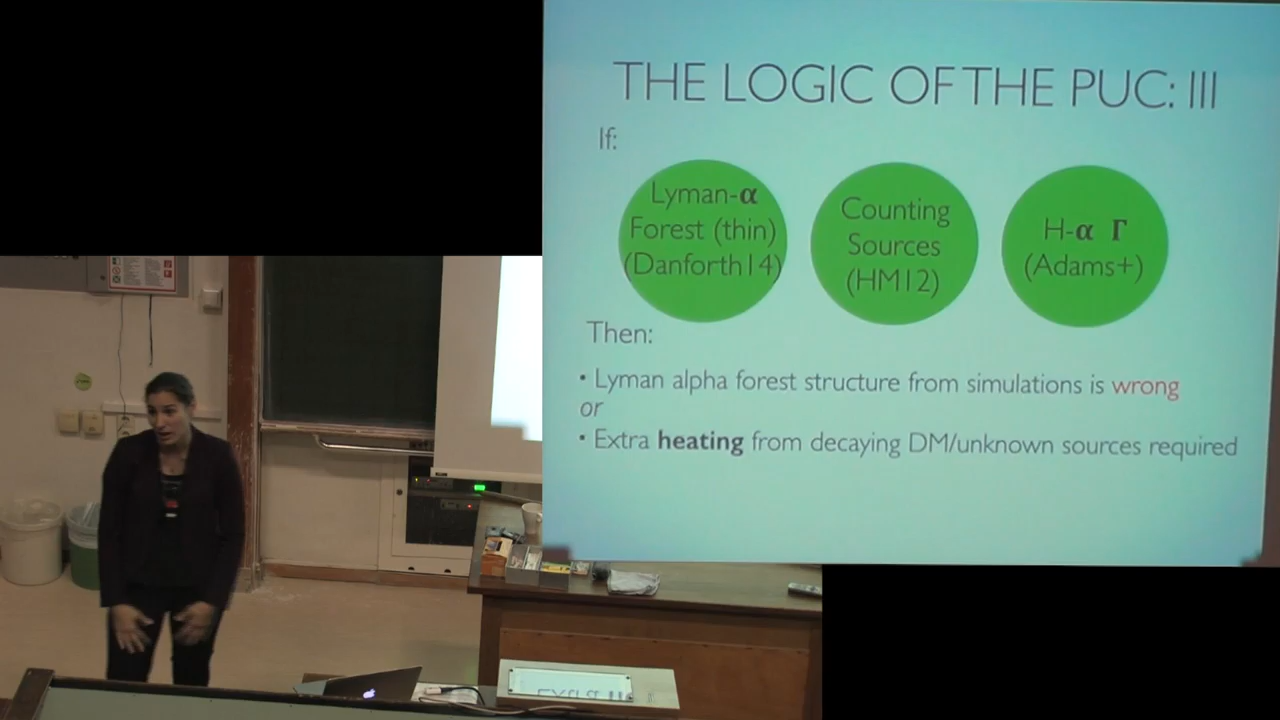 THE LOGIC OF THE PUC: III
If:
Lyman-α
Forest (thin)
(Danforth14)
Counting
Sources
(HM12)
H-α Γ
(Adams+)
Then:
• Lyman alpha forest structure from simulations is wrong
or
• Extra heating from decaying DM/unknown sources required